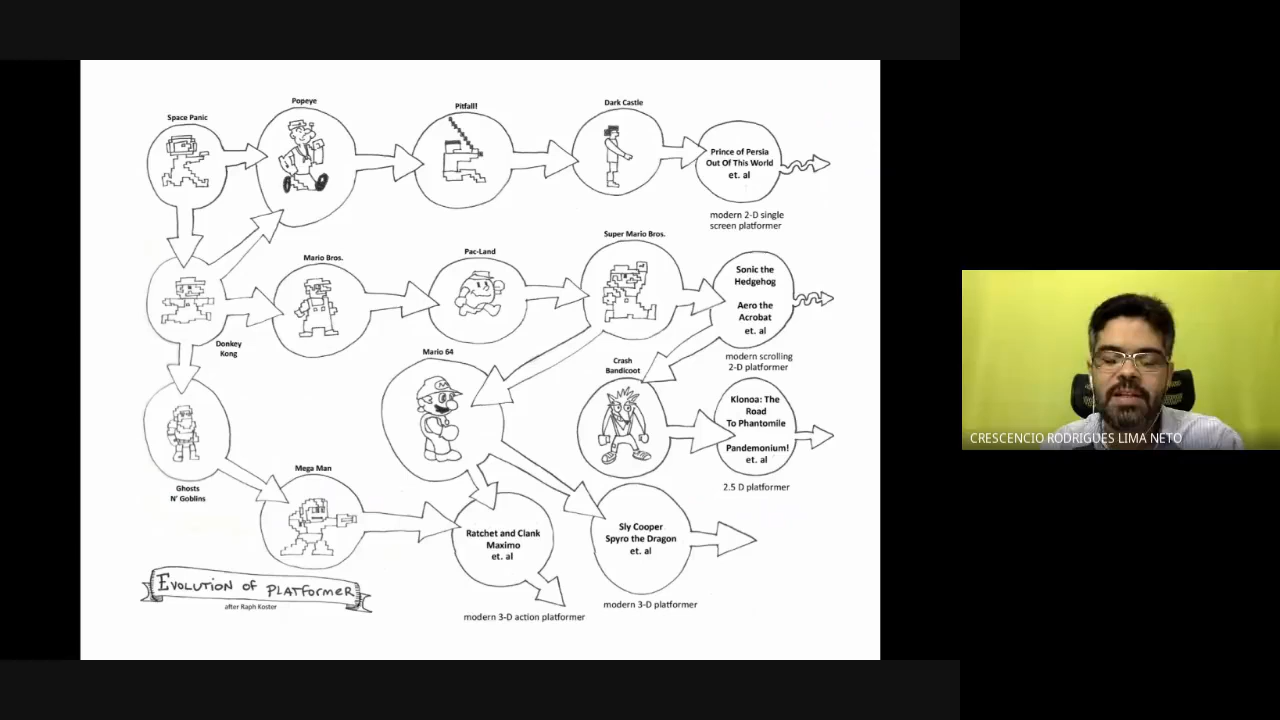 Popeye
Space Panic
Pitfall!
Dark Castle
Prince of Persia
Out Of This World
et. al
modern 2-D single
screen platformer
Super Mario Bros.
Mario Bros.
Pac-Land
Sonic the
Hedgehog
Aero the
Acrobat
et. al
Donkey
Kong
modern scrolling
2-D platformer
Mario 64
Crash
Bandicoot
Klonoa: The
Road
To Phantomile
Pandemonium!
et. al
2.5 D platformer
Ghosts
N' Goblins
Mega Man
Ratchet and Clank
Maximo
et. al
Sly Cooper
Spyro the Dragon
et. al
modern 3-D platformer
modern 3-D action platformer
EVOLUTION OF PLATFORMER
after Raph Koster
CRESCENCIO RODRIGUES LIMA NETO